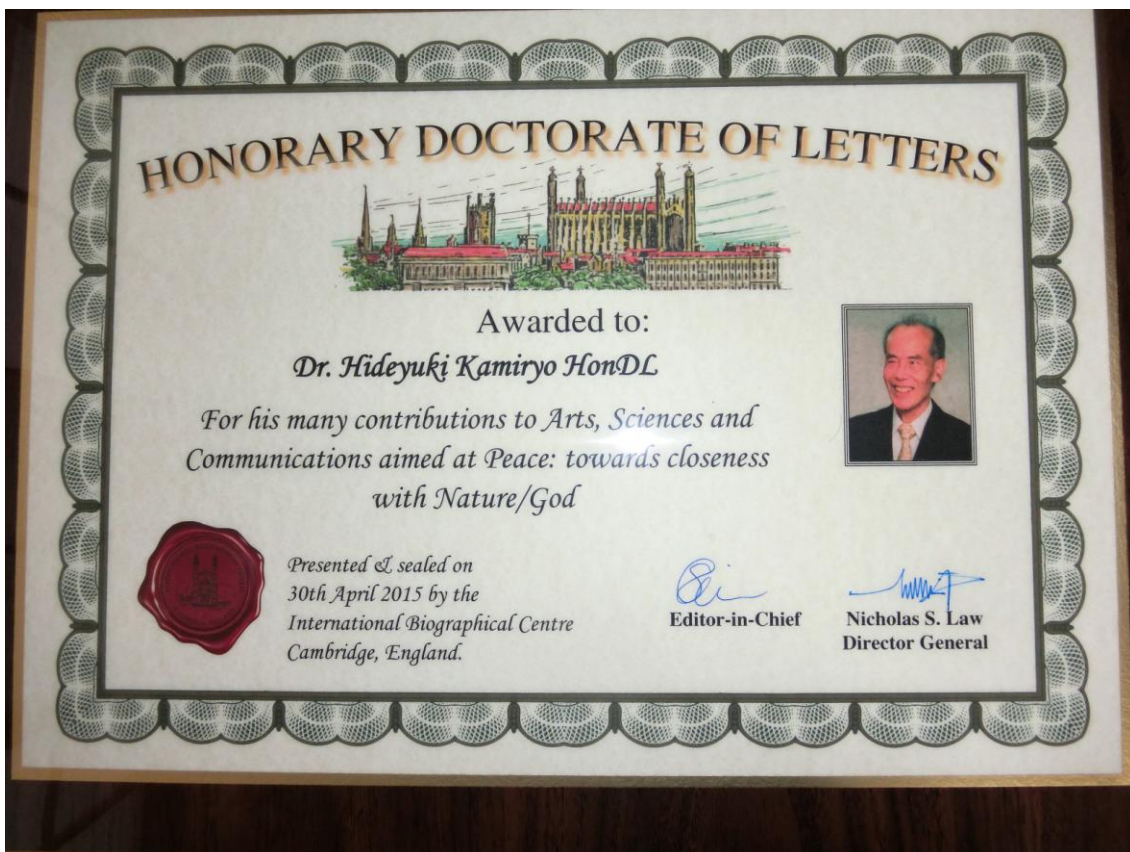 HONORARY DOCTORATE OF LETTERS
Awarded to:
Dr. Hideyuki Kamiryo HonDL
For his many contributions to Arts, Sciences and
Communications aimed at Peace: towards closeness
with Nature/God
Presented & sealed on
30th April 2015 by the
International Biographical Centre
Cambridge, England.
Editor-in-Chief
Nicholas S. Law
Director General